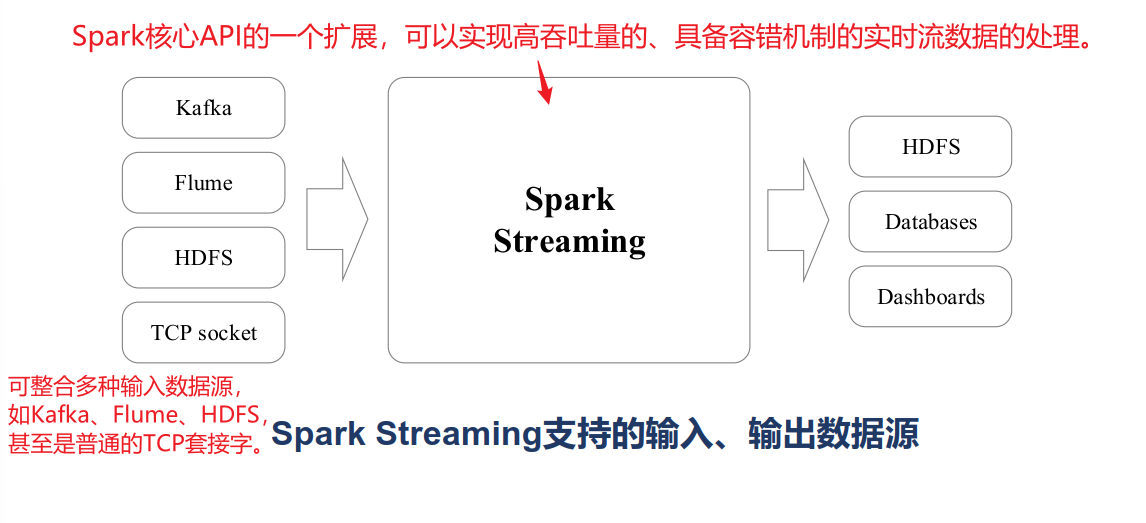 Spark核心API的一个扩展，可以实现高吞吐量的、具备容错机制的实时流数据的处理。
Kafka
Flume
HDFS
TCP socket
Spark
Streaming
HDFS
Databases
Dashboards
可整合多种输入数据源，
如Kafka、Flume、HDFS，
甚至是普通的TCP套接字。
Spark Streaming支持的输入、输出数据源